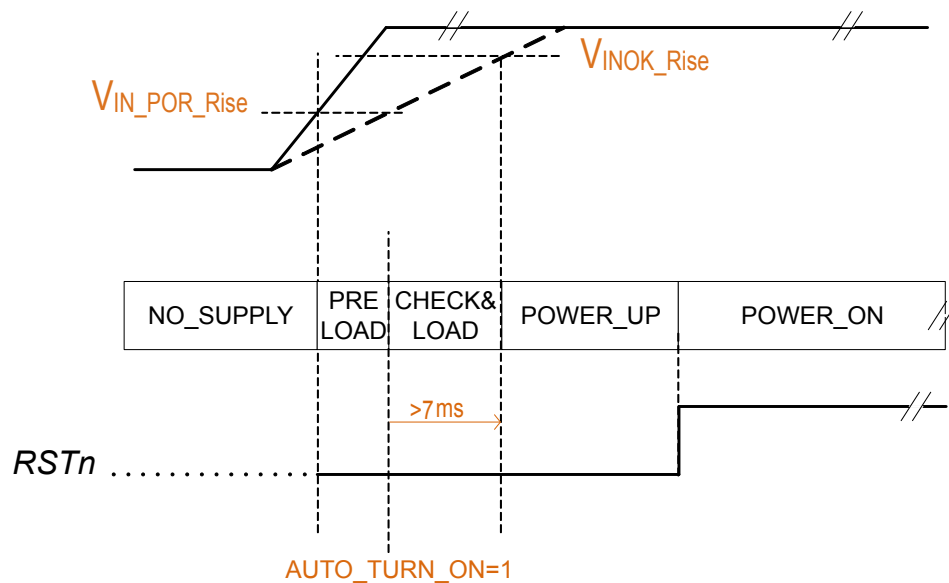 VINOK_Rise
VIN_POR_Rise
NO_SUPPLY
PRE
LOAD
CHECK&
LOAD
POWER_UP
POWER_ON
>7ms
RSTn
AUTO_TURN_ON=1